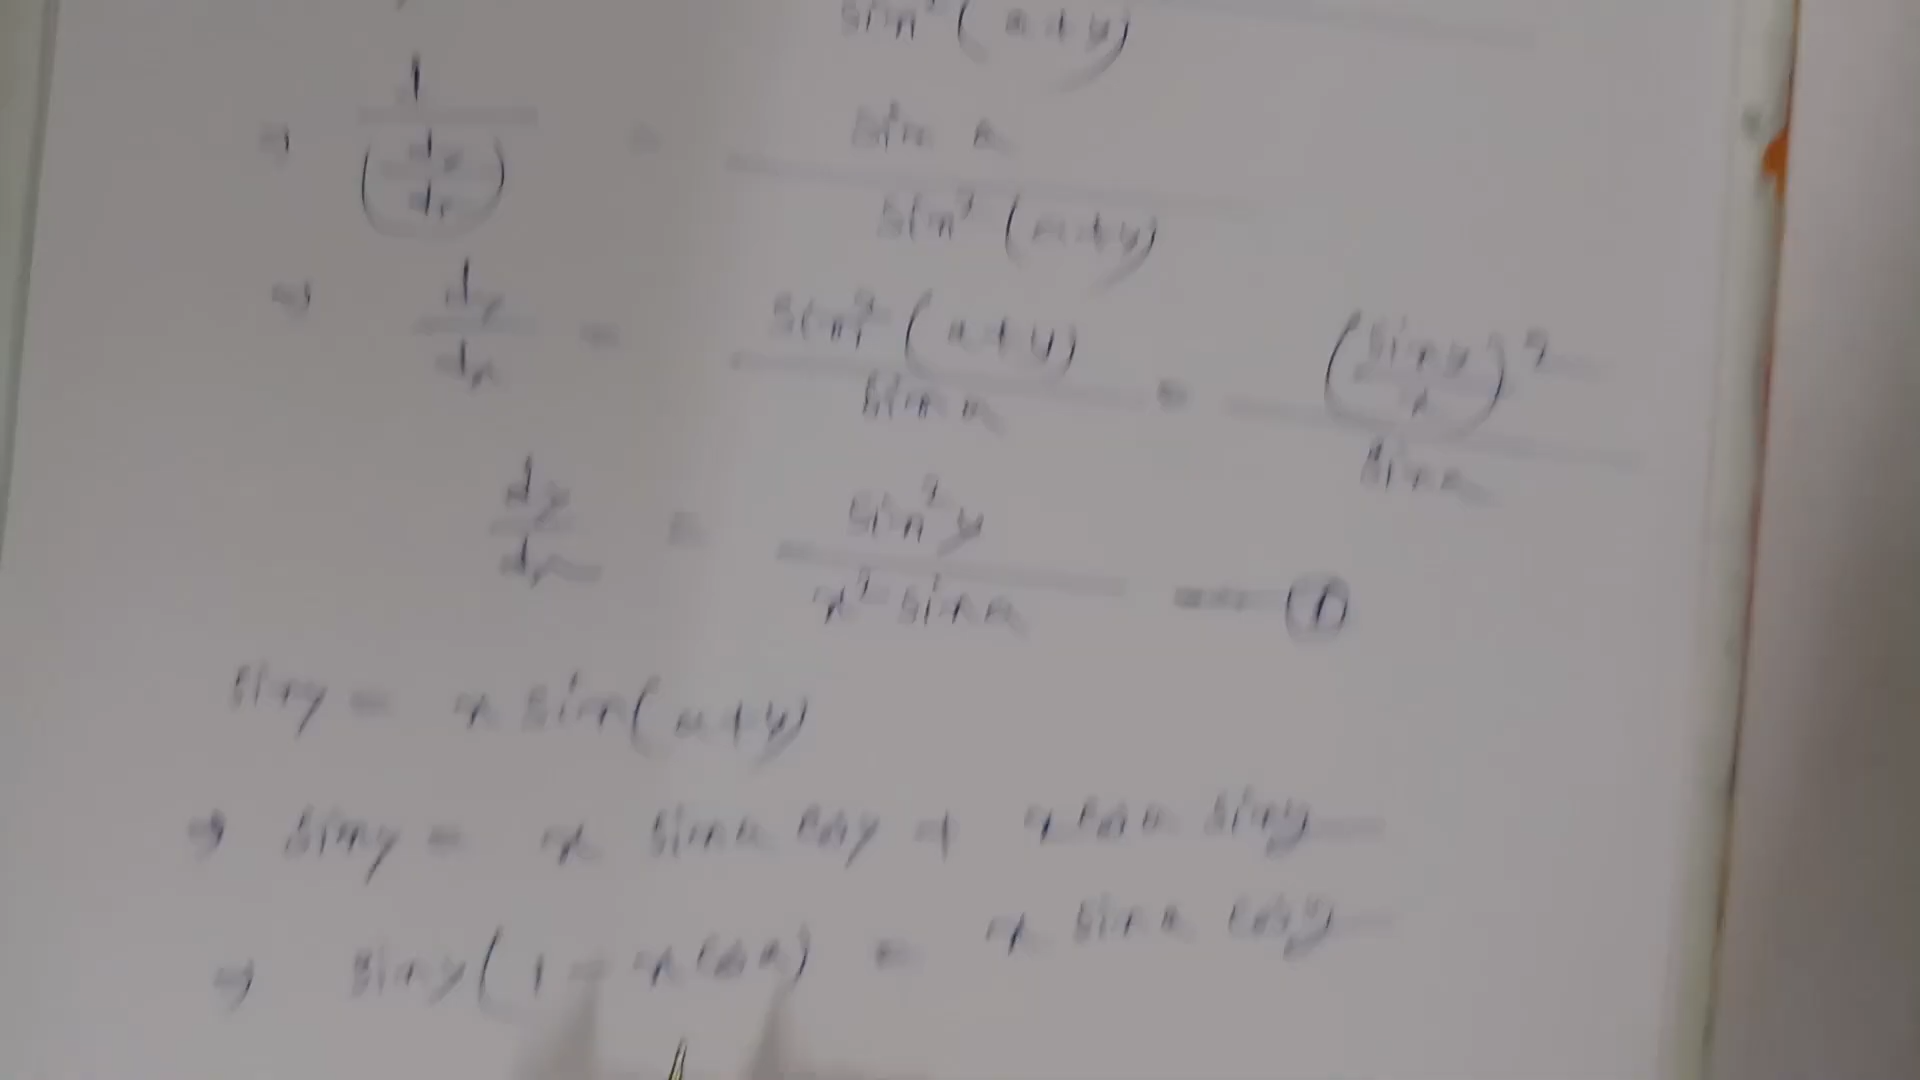 sin²(a+y)
⇒ 1/(dy/dx) = sin a / sin²(a+y)
⇒ dy/dx = sin²(a+y) / sin a = (sin y / x)² / sin a
dy/dx = sin² y / x² sin a —— (1)
sin y = x sin(a+y)
⇒ sin y = x sin a cos y + x cos a sin y
⇒ sin y (1 - x cos a) = x sin a cos y